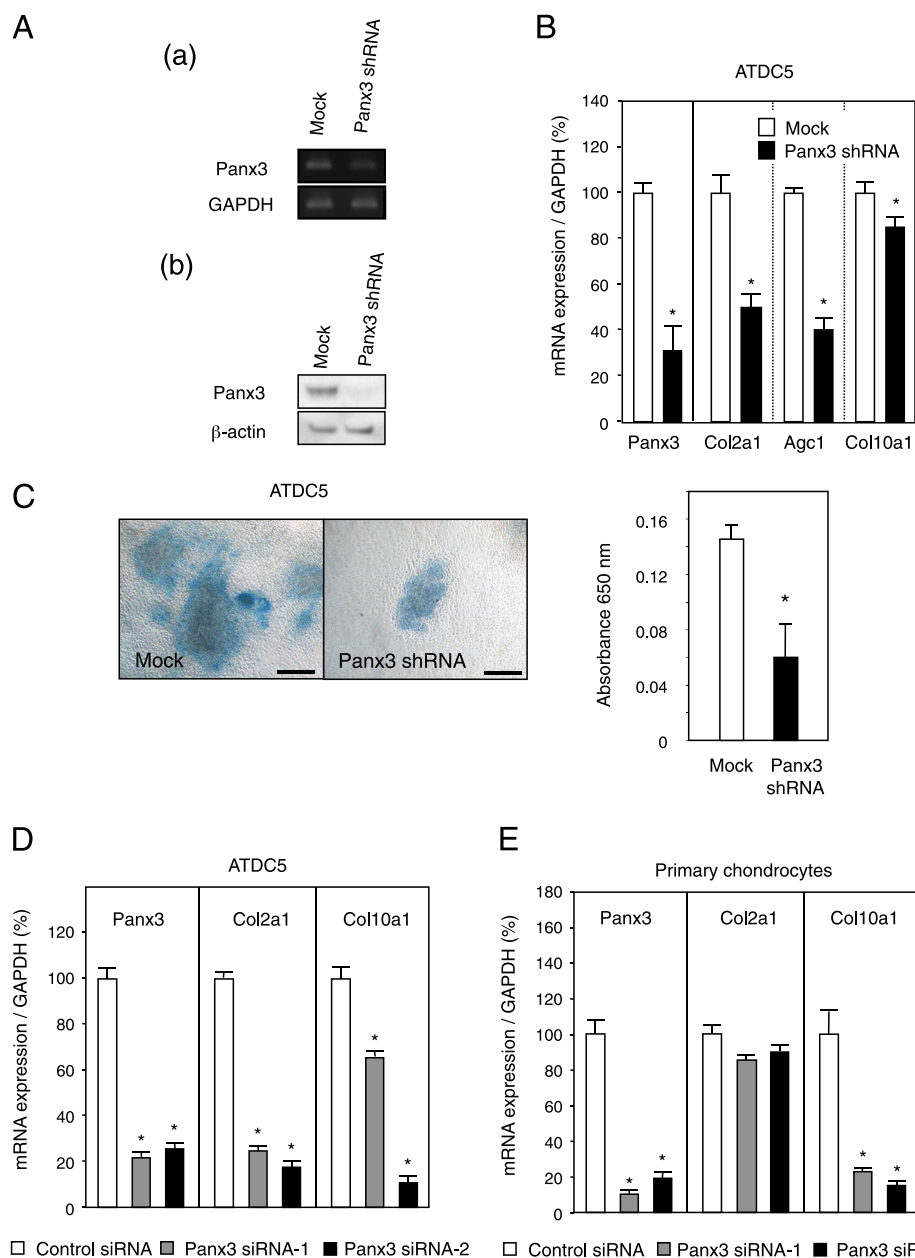 A
(a)
Mock
Panx3 shRNA
Panx3
GAPDH
(b)
Mock
Panx3 shRNA
Panx3
β-actin
B
ATDC5
mRNA expression / GAPDH (%)
140
120
100
80
60
40
20
0
Mock
Panx3 shRNA
*
*
*
*
Panx3 Col2a1 Agc1 Col10a1
C
ATDC5
Mock
Panx3 shRNA
Absorbance 650 nm
0.16
0.12
0.08
0.04
0
*
Mock Panx3
shRNA
D
ATDC5
mRNA expression / GAPDH (%)
120
100
80
60
40
20
0
Panx3 Col2a1 Col10a1
* * * * * *
Control siRNA Panx3 siRNA-1 Panx3 siRNA-2
E
Primary chondrocytes
mRNA expression / GAPDH (%)
180
160
140
120
100
80
60
40
20
0
Panx3 Col2a1 Col10a1
* * * *
Control siRNA Panx3 siRNA-1 Panx3